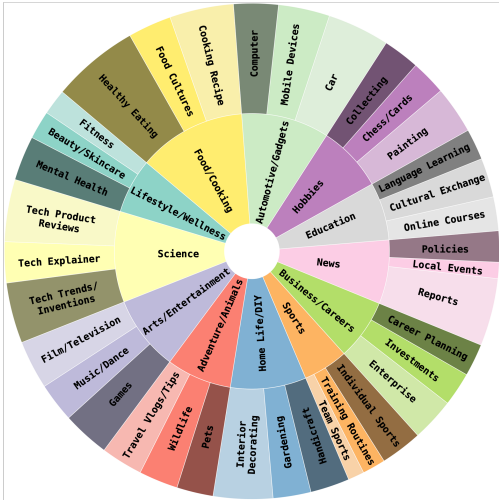 Computer
Mobile Devices
Car
Collecting
Chess/Cards
Painting
Language Learning
Cultural Exchange
Online Courses
Policies
Local Events
Reports
Career Planning
Investments
Enterprise
Individual Sports
Training Routines
Team Sports
Handicraft
Gardening
Interior
Decorating
Pets
Wildlife
Travel Vlogs/Tips
Games
Music/Dance
Film/Television
Tech Trends/
Inventions
Tech Explainer
Tech Product
Reviews
Mental Health
Beauty/Skincare
Fitness
Healthy Eating
Food Cultures
Cooking Recipe
Automotive/Gadgets
Hobbies
Education
News
Business/Careers
Sports
Home Life/DIY
Adventure/Animals
Arts/Entertainment
Science
Lifestyle/Wellness
Food/Cooking